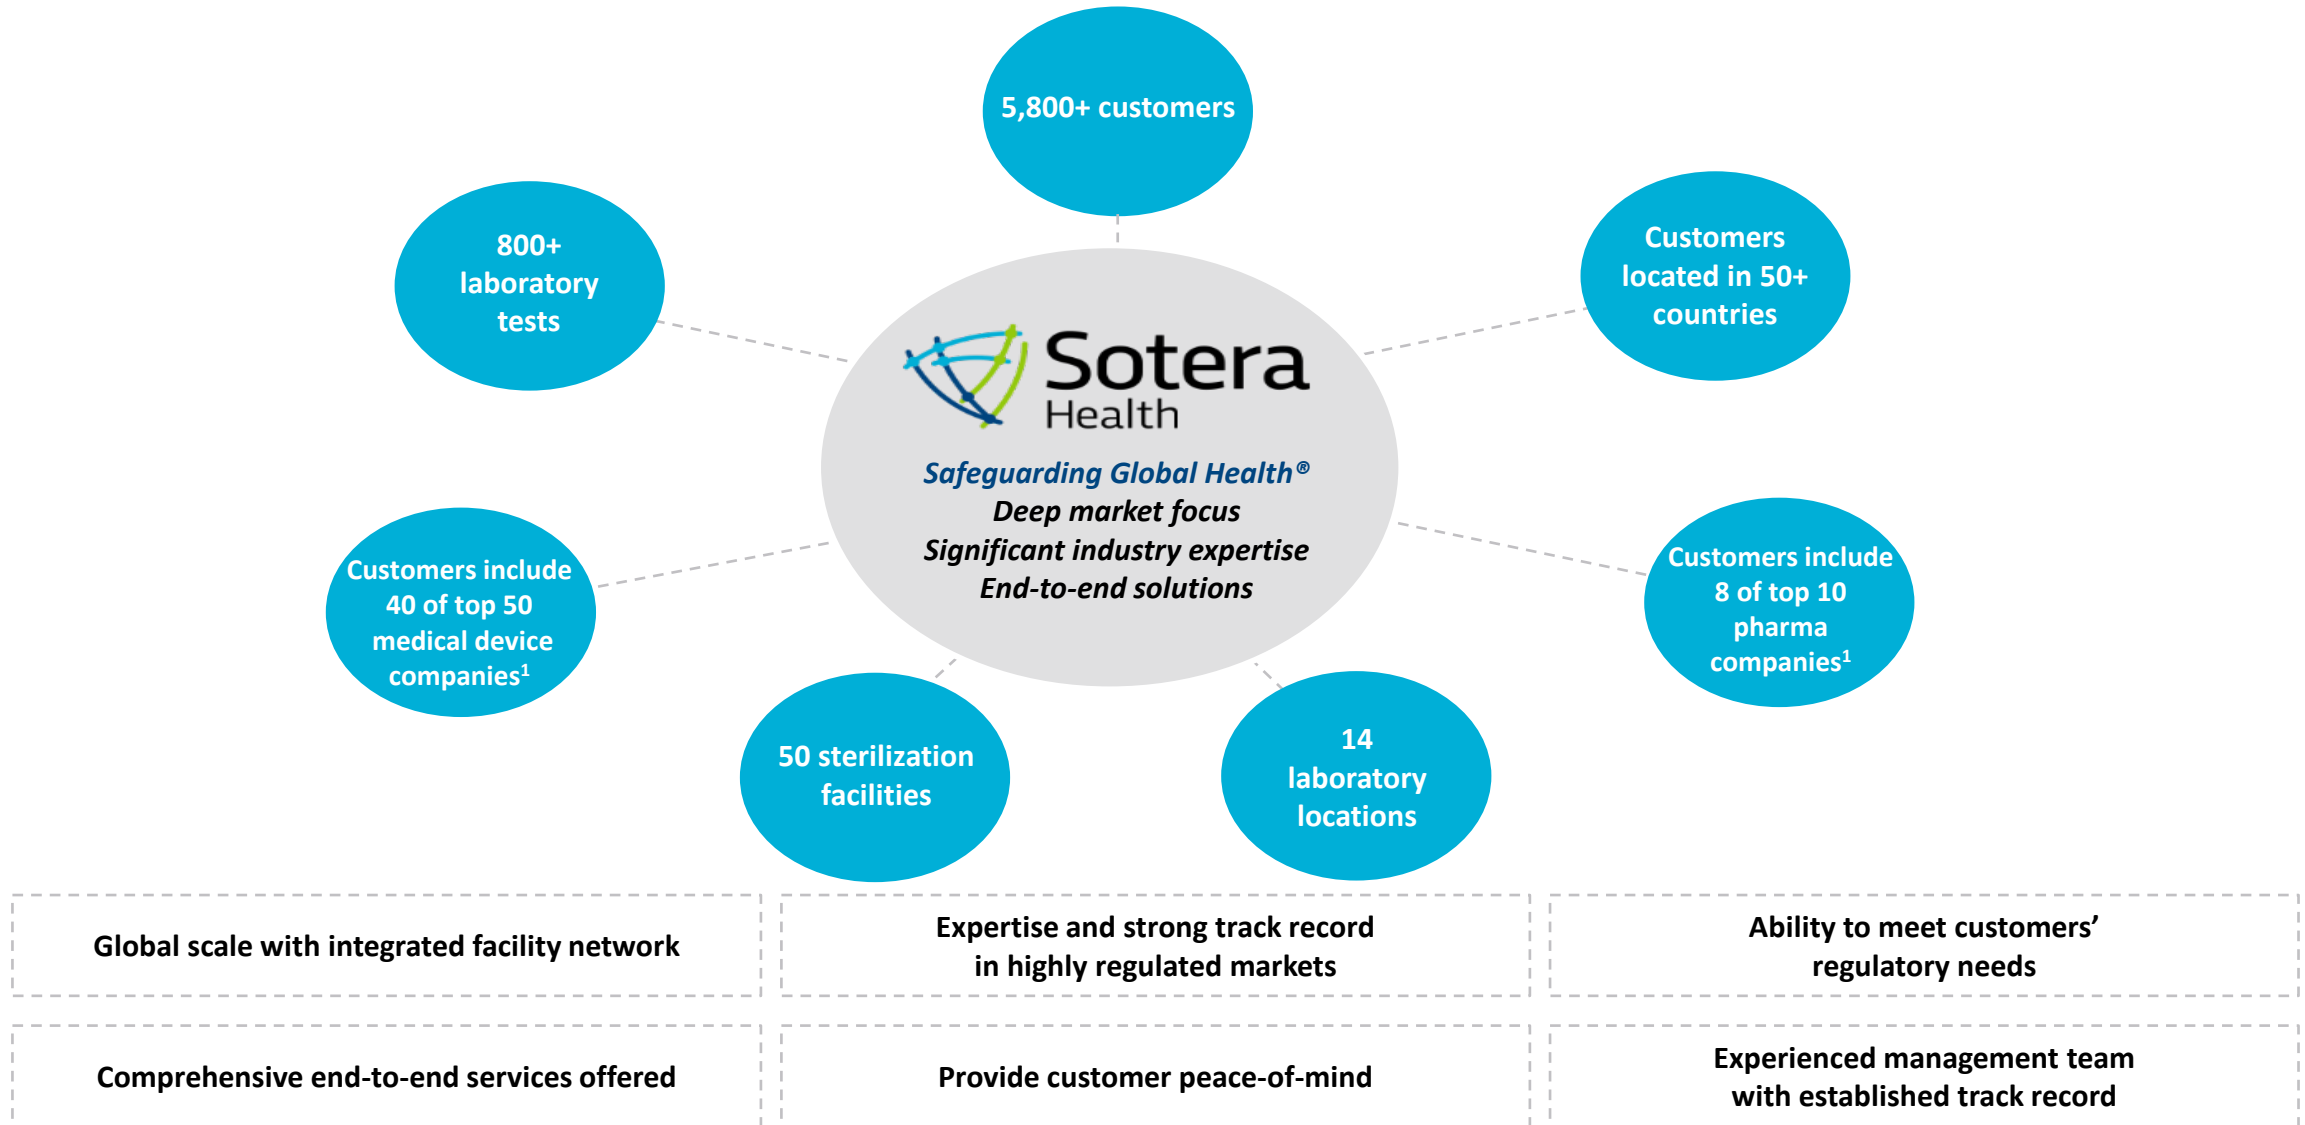 5,800+ customers
800+
laboratory
tests
Customers
located in 50+
countries
Sotera
Health
Safeguarding Global Health®
Deep market focus
Significant industry expertise
End-to-end solutions
Customers include
40 of top 50
medical device
companies¹
Customers include
8 of top 10
pharma
companies¹
50 sterilization
facilities
14
laboratory
locations
Global scale with integrated facility network
Expertise and strong track record
in highly regulated markets
Ability to meet customers’
regulatory needs
Comprehensive end-to-end services offered
Provide customer peace-of-mind
Experienced management team
with established track record